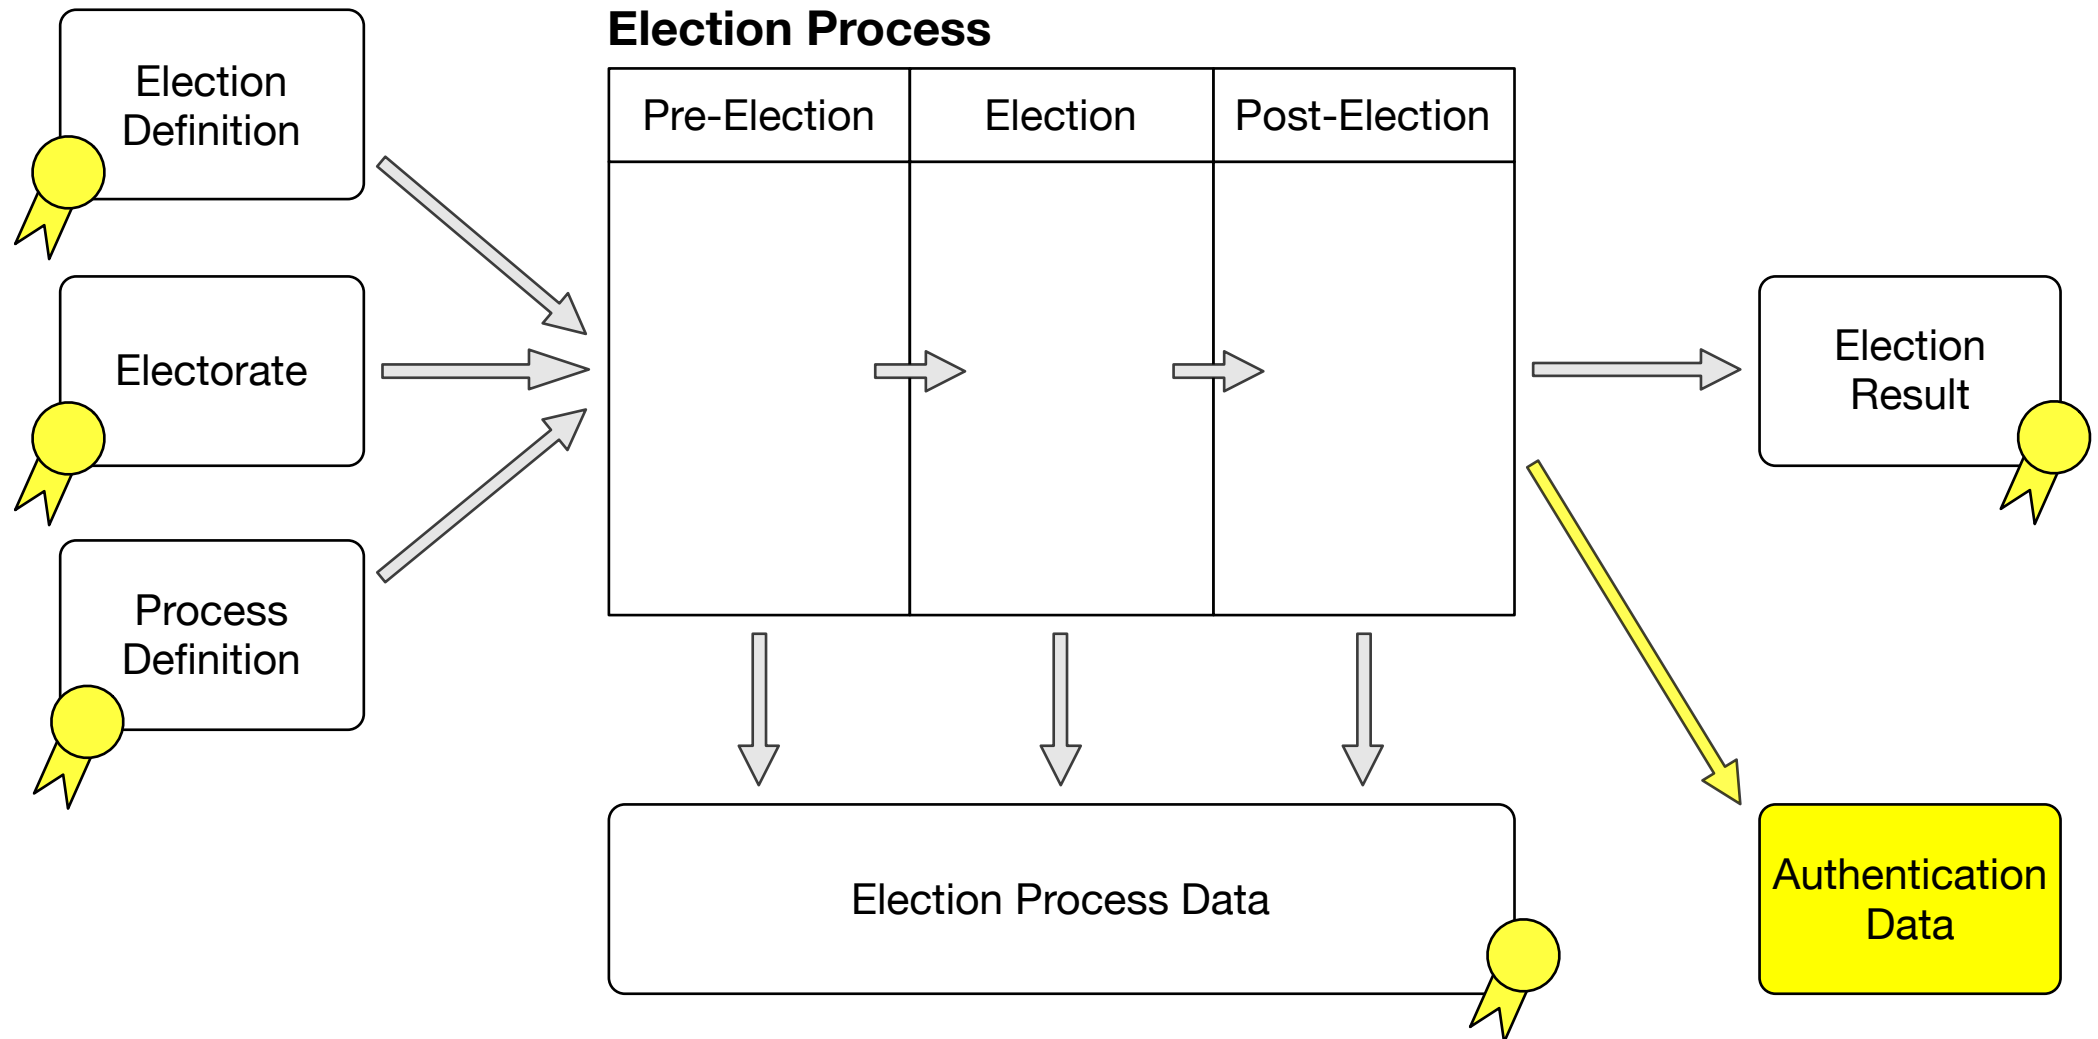 Election Process
Election
Definition
Pre-Election
Election
Post-Election
Electorate
Election
Result
Process
Definition
Election Process Data
Authentication
Data